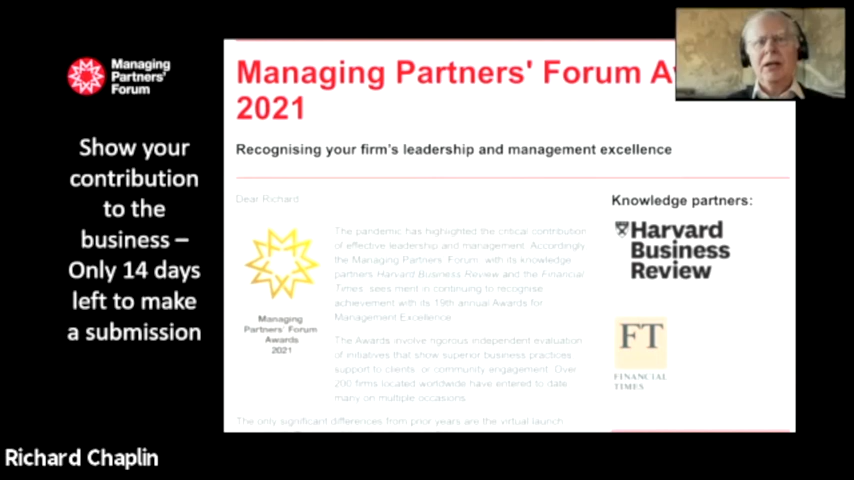 Managing
Partners'
Forum
Show your
contribution
to the
business –
Only 14 days
left to make
a submission
Managing Partners' Forum A
2021
Recognising your firm's leadership and management excellence
Dear Richard
Managing
Partners' Forum
Awards
2021
The pandemic has highlighted the critical contribution
of effective leadership and management. Accordingly
the Managing Partners' Forum, with its knowledge
partners Harvard Business Review and the Financial
Times, sees merit in continuing to recognise
achievement with its 19th annual Awards for
Management Excellence.
The Awards involve rigorous independent evaluation
of initiatives that show superior business practices
support to clients, or community engagement. Over
200 firms located worldwide have entered to date
many on multiple occasions.
The only significant differences from prior years are the virtual launch
Knowledge partners:
Harvard
Business
Review
FT
FINANCIAL
TIMES
Richard Chaplin